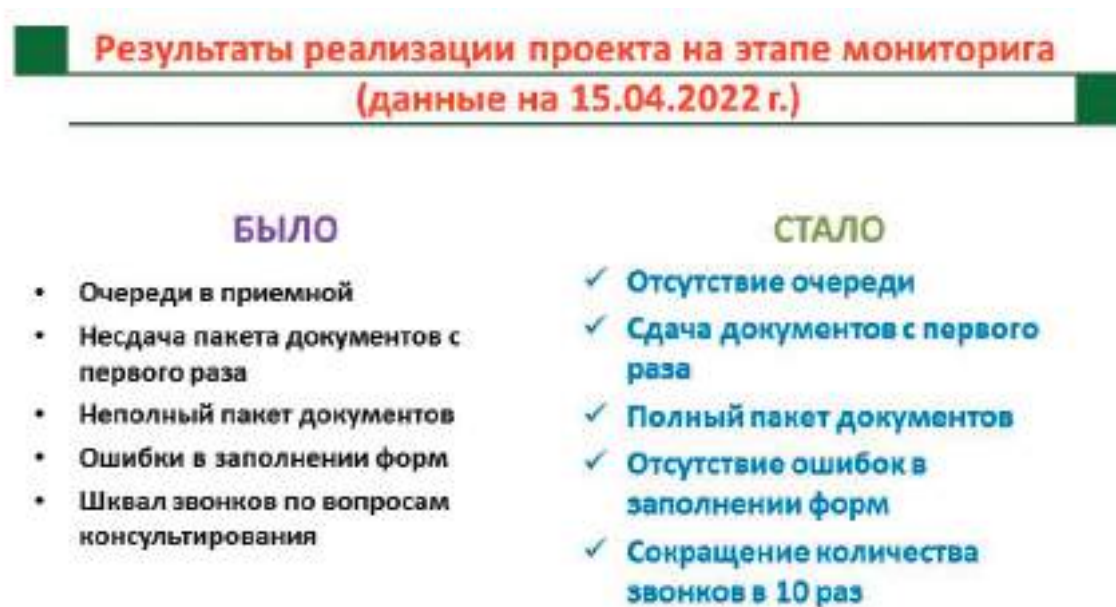 Результаты реализации проекта на этапе мониторига
(данные на 15.04.2022 г.)
БЫЛО
• Очереди в приемной
• Несдача пакета документов с
первого раза
• Неполный пакет документов
• Ошибки в заполнении форм
• Шквал звонков по вопросам
консультирования
СТАЛО
✓ Отсутствие очереди
✓ Сдача документов с первого
раза
✓ Полный пакет документов
✓ Отсутствие ошибок в
заполнении форм
✓ Сокращение количества
звонков в 10 раз